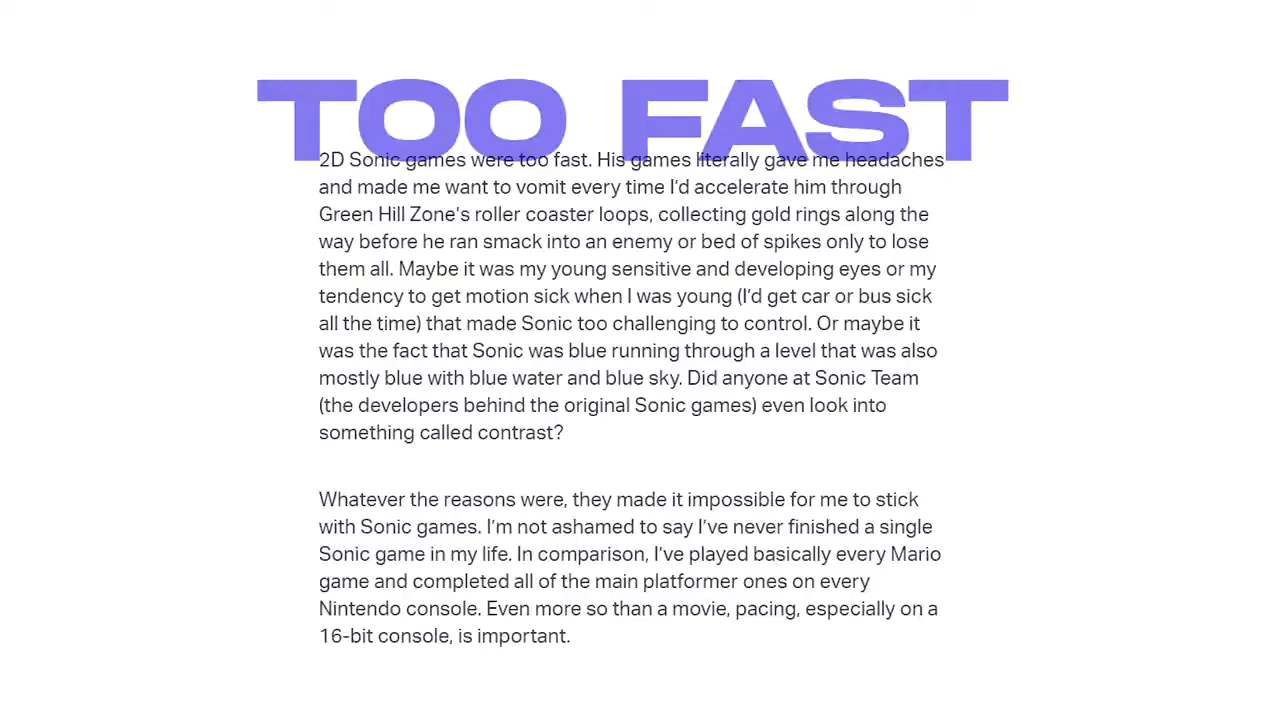 TOO FAST
2D Sonic games were too fast. His games literally gave me headaches
and made me want to vomit every time I’d accelerate him through
Green Hill Zone’s roller coaster loops, collecting gold rings along the
way before he ran smack into an enemy or bed of spikes only to lose
them all. Maybe it was my young sensitive and developing eyes or my
tendency to get motion sick when I was young (I’d get car or bus sick
all the time) that made Sonic too challenging to control. Or maybe it
was the fact that Sonic was blue running through a level that was also
mostly blue with blue water and blue sky. Did anyone at Sonic Team
(the developers behind the original Sonic games) even look into
something called contrast?
Whatever the reasons were, they made it impossible for me to stick
with Sonic games. I’m not ashamed to say I’ve never finished a single
Sonic game in my life. In comparison, I’ve played basically every Mario
game and completed all of the main platformer ones on every
Nintendo console. Even more so than a movie, pacing, especially on a
16-bit console, is important.